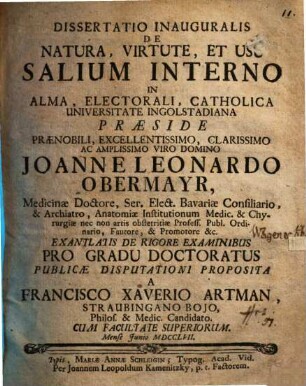 11.
DISSERTATIO INAUGURALIS
DE
NATURA, VIRTUTE, ET USU
SALIUM INTERNO
IN
ALMA, ELECTORALI, CATHOLICA
UNIVERSITATE INGOLSTADIANA
PRÆSIDE
PRÆNOBILI, EXCELLENTISSIMO, CLARISSIMO
AC AMPLISSIMO VIRO DOMINO
JOANNE LEONARDO
OBERMAYR,
Medicinæ Doctore, Ser. Elect. Bavariæ Consiliario,
& Archiatro, Anatomiæ Institutionum Medic. & Chy-
rurgiæ nec non artis obstetritiæ Professf. Publ. Ordi-
nario, Fautore, & Promotore &c.
EXANTLATIS DE RIGORE EXAMINIBUS
PRO GRADU DOCTORATUS
PUBLICÆ DISPUTATIONI PROPOSITA
A
FRANCISCO XAVERIO ARTMAN,
STRAUBINGANO BOJO,
Philos. & Medic. Candidato.
CUM FACULTATE SUPERIORUM.
Mense Junio MDCCLVII.
Typis, MARIÆ ANNÆ SCHLEIGIN; Typog. Acad. Vid.
Per Joannem Leopoldum Kamenitzky, p. t. Factorem.